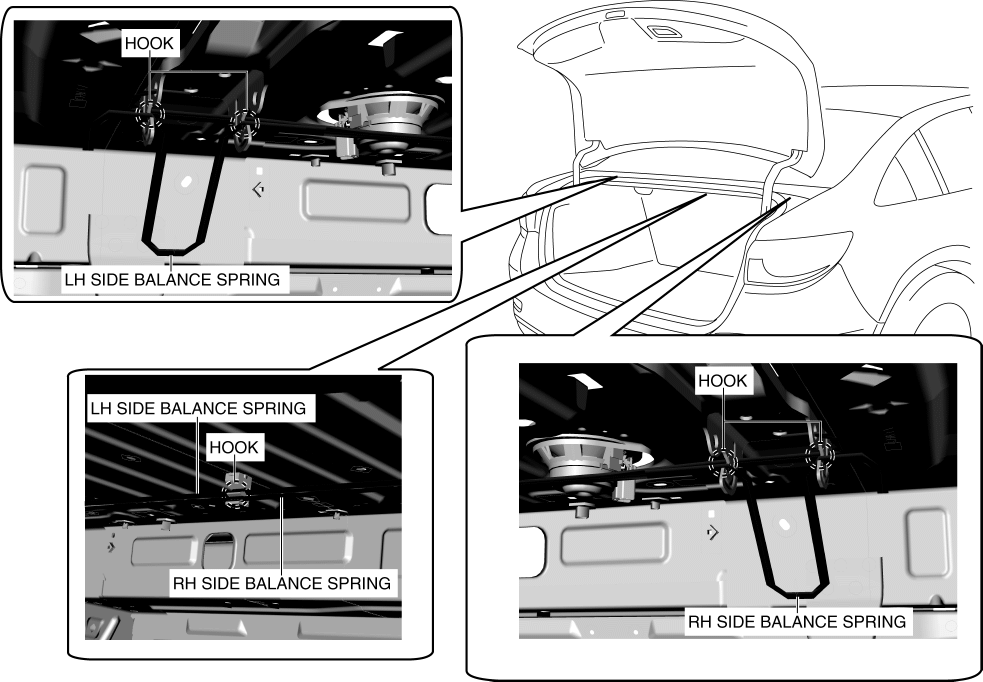 HOOK
LH SIDE BALANCE SPRING
LH SIDE BALANCE SPRING
HOOK
RH SIDE BALANCE SPRING
HOOK
RH SIDE BALANCE SPRING